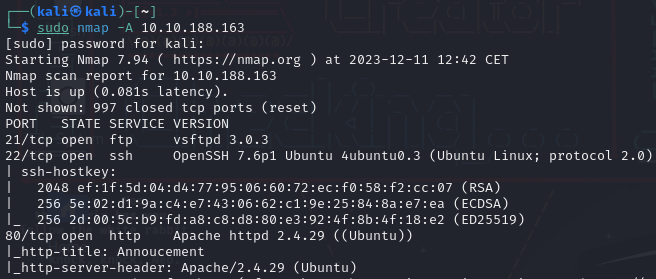 ┌──(kali㉿kali)-[~]
└─$ sudo nmap -A 10.10.188.163
[sudo] password for kali:
Starting Nmap 7.94 ( https://nmap.org ) at 2023-12-11 12:42 CET
Nmap scan report for 10.10.188.163
Host is up (0.081s latency).
Not shown: 997 closed tcp ports (reset)
PORT   STATE SERVICE VERSION
21/tcp open  ftp     vsftpd 3.0.3
22/tcp open  ssh     OpenSSH 7.6p1 Ubuntu 4ubuntu0.3 (Ubuntu Linux; protocol 2.0)
| ssh-hostkey:
|   2048 ef:1f:5d:04:d4:77:95:06:60:72:ec:f0:58:f2:cc:07 (RSA)
|   256 5e:02:d1:9a:c4:e7:43:06:62:c1:9e:25:84:8a:e7:ea (ECDSA)
|_  256 2d:00:5c:b9:fd:a8:c8:d8:80:e3:92:4f:8b:4f:18:e2 (ED25519)
80/tcp open  http    Apache httpd 2.4.29 ((Ubuntu))
|_http-title: Annoucement
|_http-server-header: Apache/2.4.29 (Ubuntu)